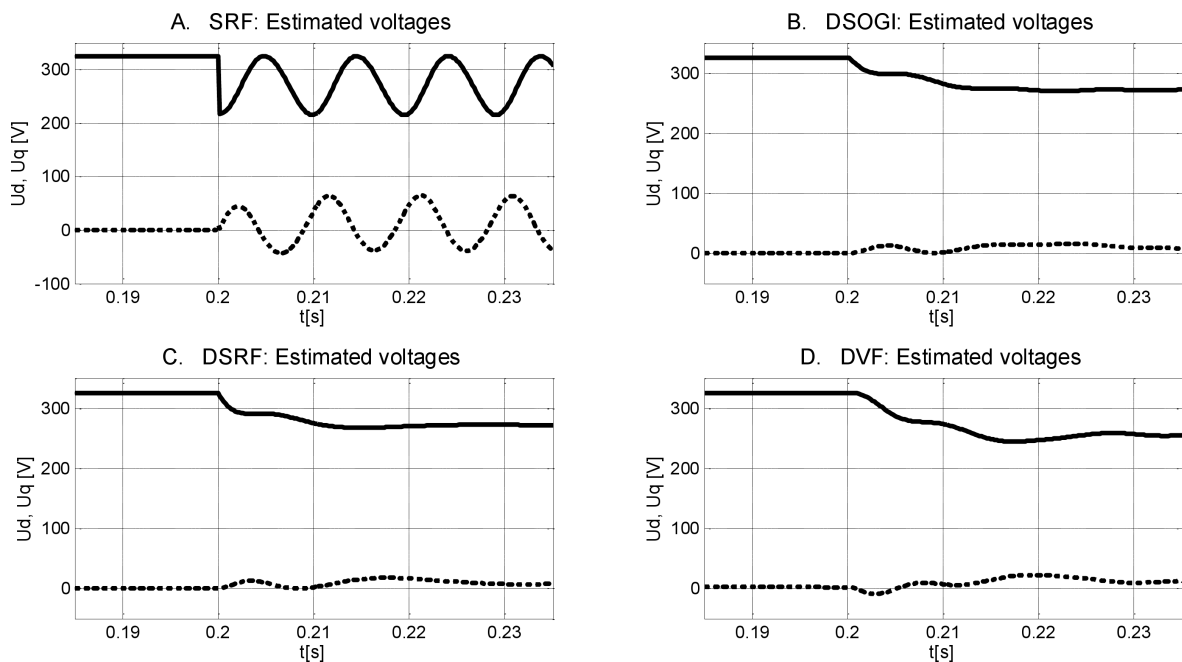 A. SRF: Estimated voltages
Ud, Uq [V]
300
200
100
0
-100
0.19 0.2 0.21 0.22 0.23
t[s]
B. DSOGI: Estimated voltages
Ud, Uq [V]
300
200
100
0
0.19 0.2 0.21 0.22 0.23
t[s]
C. DSRF: Estimated voltages
Ud, Uq [V]
300
200
100
0
0.19 0.2 0.21 0.22 0.23
t[s]
D. DVF: Estimated voltages
Ud, Uq [V]
300
200
100
0
0.19 0.2 0.21 0.22 0.23
t[s]